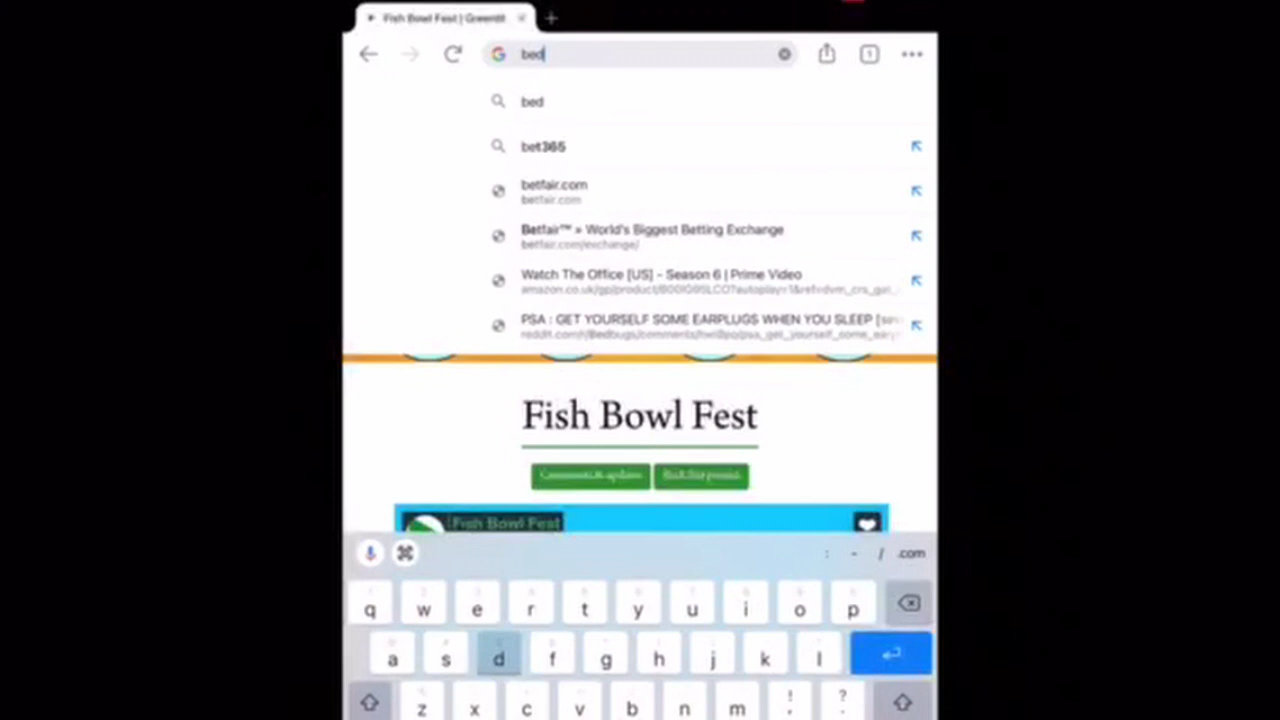 Fish Bowl Fest | Greentit
bed
1
bed
bet365
betfair.com
betfair.com
Betfair™ » World's Biggest Betting Exchange
betfair.com/exchange/
Watch The Office [US] - Season 6 | Prime Video
PSA : GET YOURSELF SOME EARPLUGS WHEN YOU SLEEP
Fish Bowl Fest
Fish Bowl Fest
: - / .com
q w e r t y u i o p
a s d f g h j k l
z x c v b n m ! , ? .